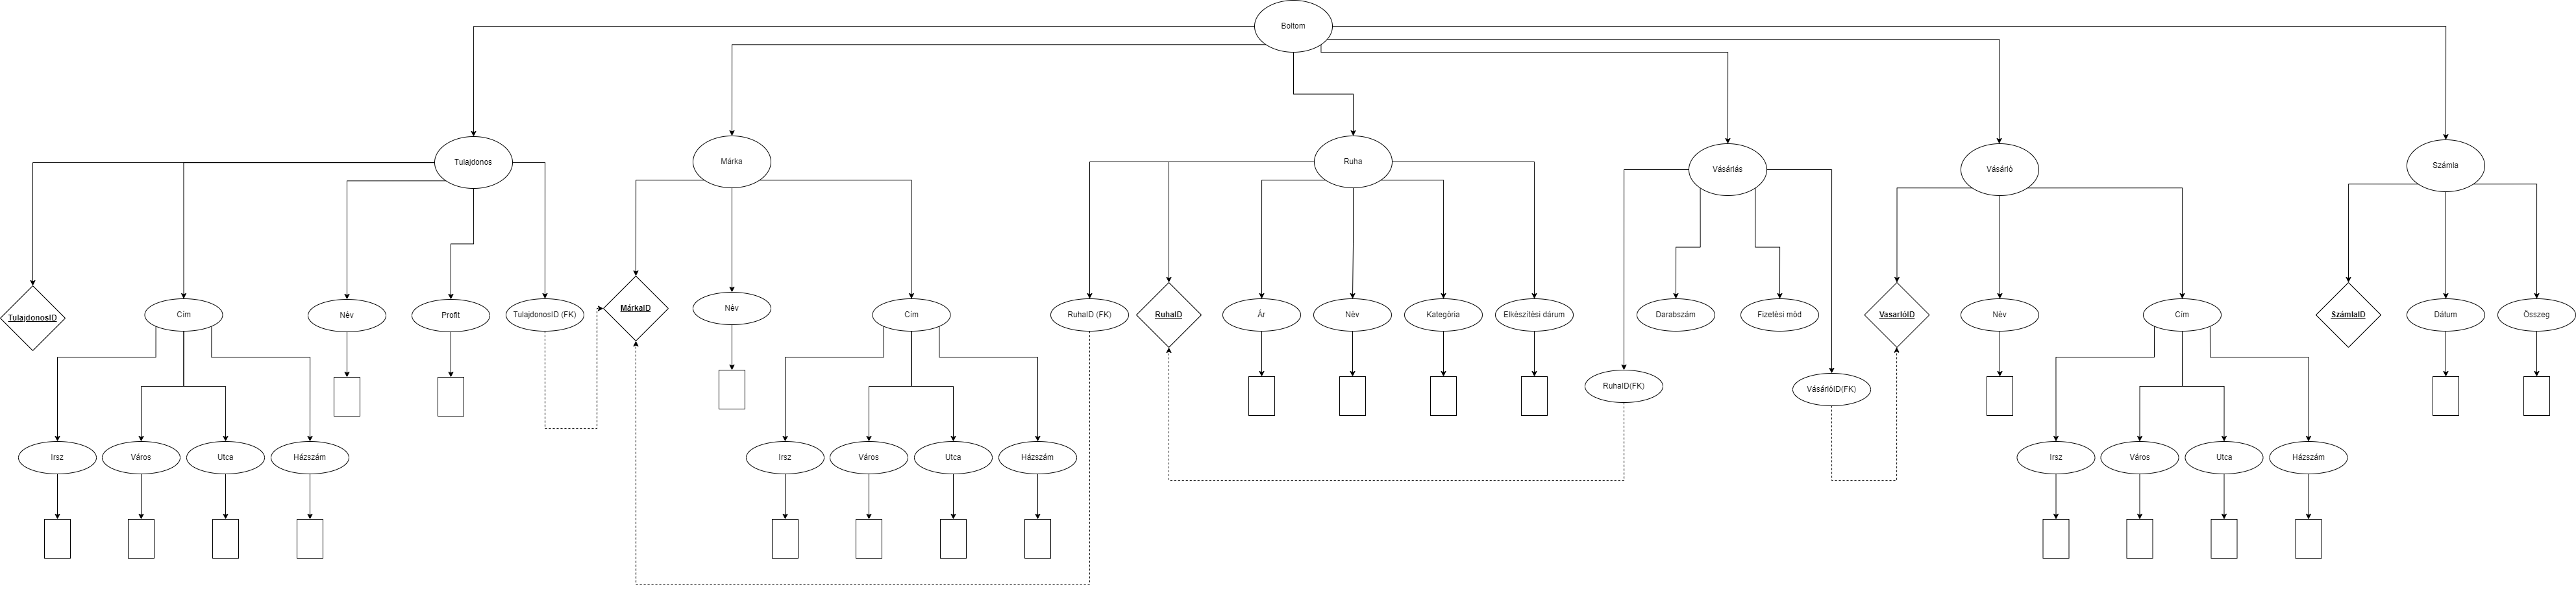 Boltom
Tulajdonos
Márka
Ruha
Vásárlás
Vásárló
Számla
TulajdonosID
Cím
Név
Profit
TulajdonosID (FK)
MárkaID
Név
Cím
RuhaID (FK)
RuhaID
Ár
Név
Kategória
Elkészítési dárum
Darabszám
Fizetési mód
VasarlóID
Név
Cím
SzámlaID
Dátum
Összeg
RuhaID(FK)
VásárlóID(FK)
Irsz
Város
Utca
Házszám
Irsz
Város
Utca
Házszám
Irsz
Város
Utca
Házszám